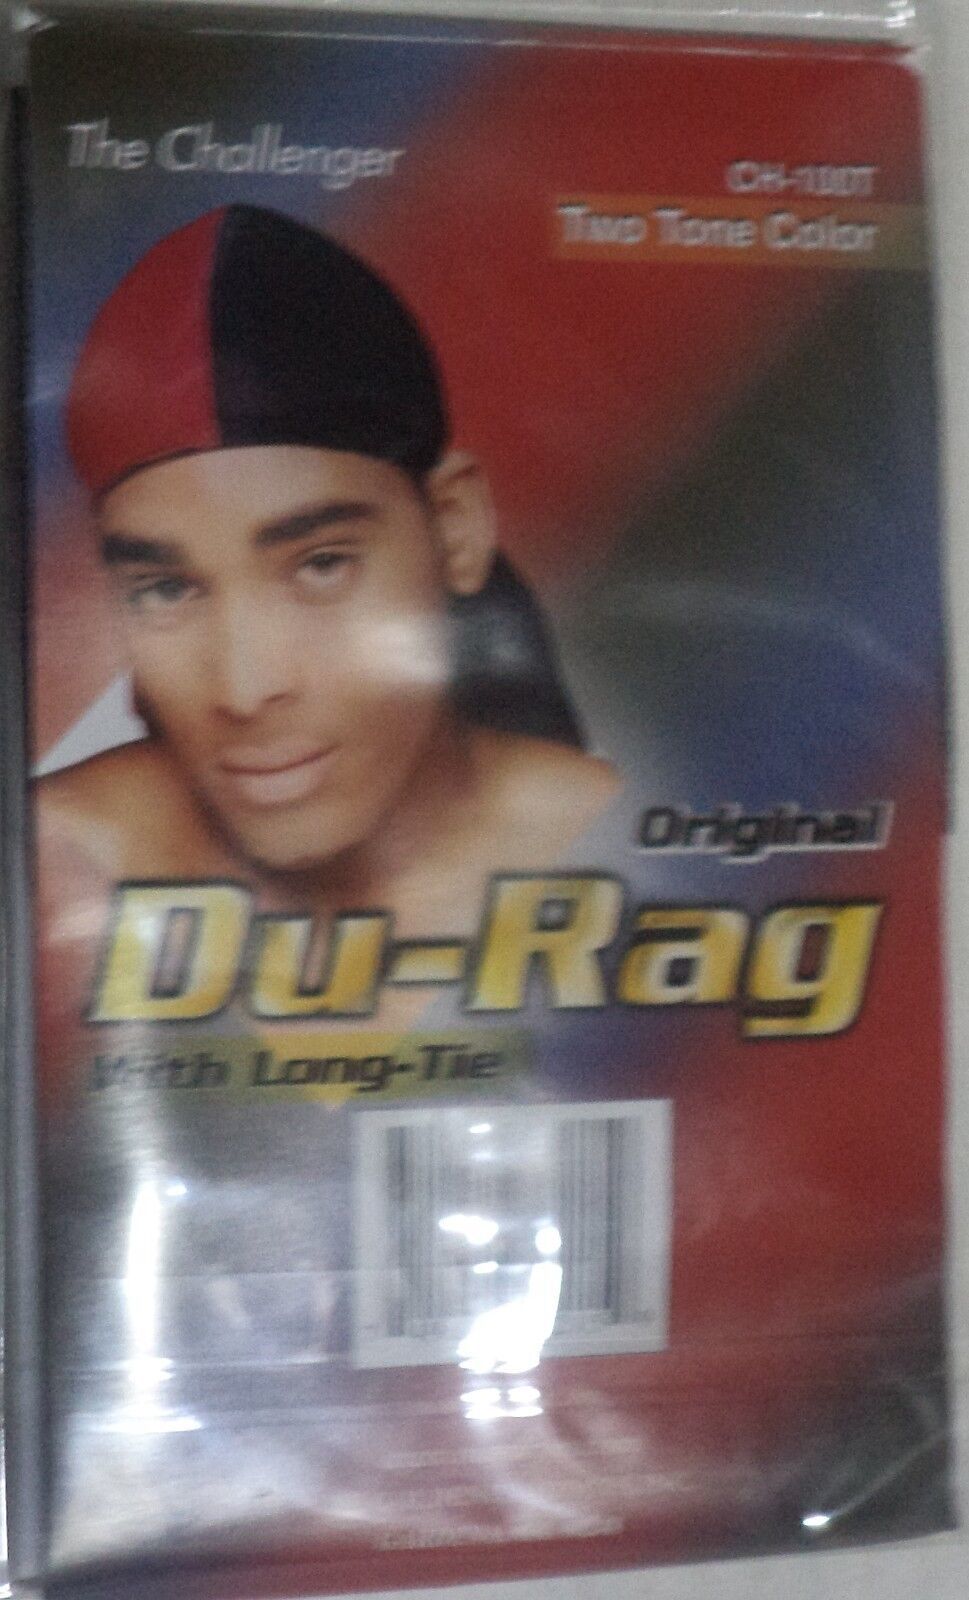 The Challenger
Two Tone Color
Original
Du-Rag
With Long-Tie